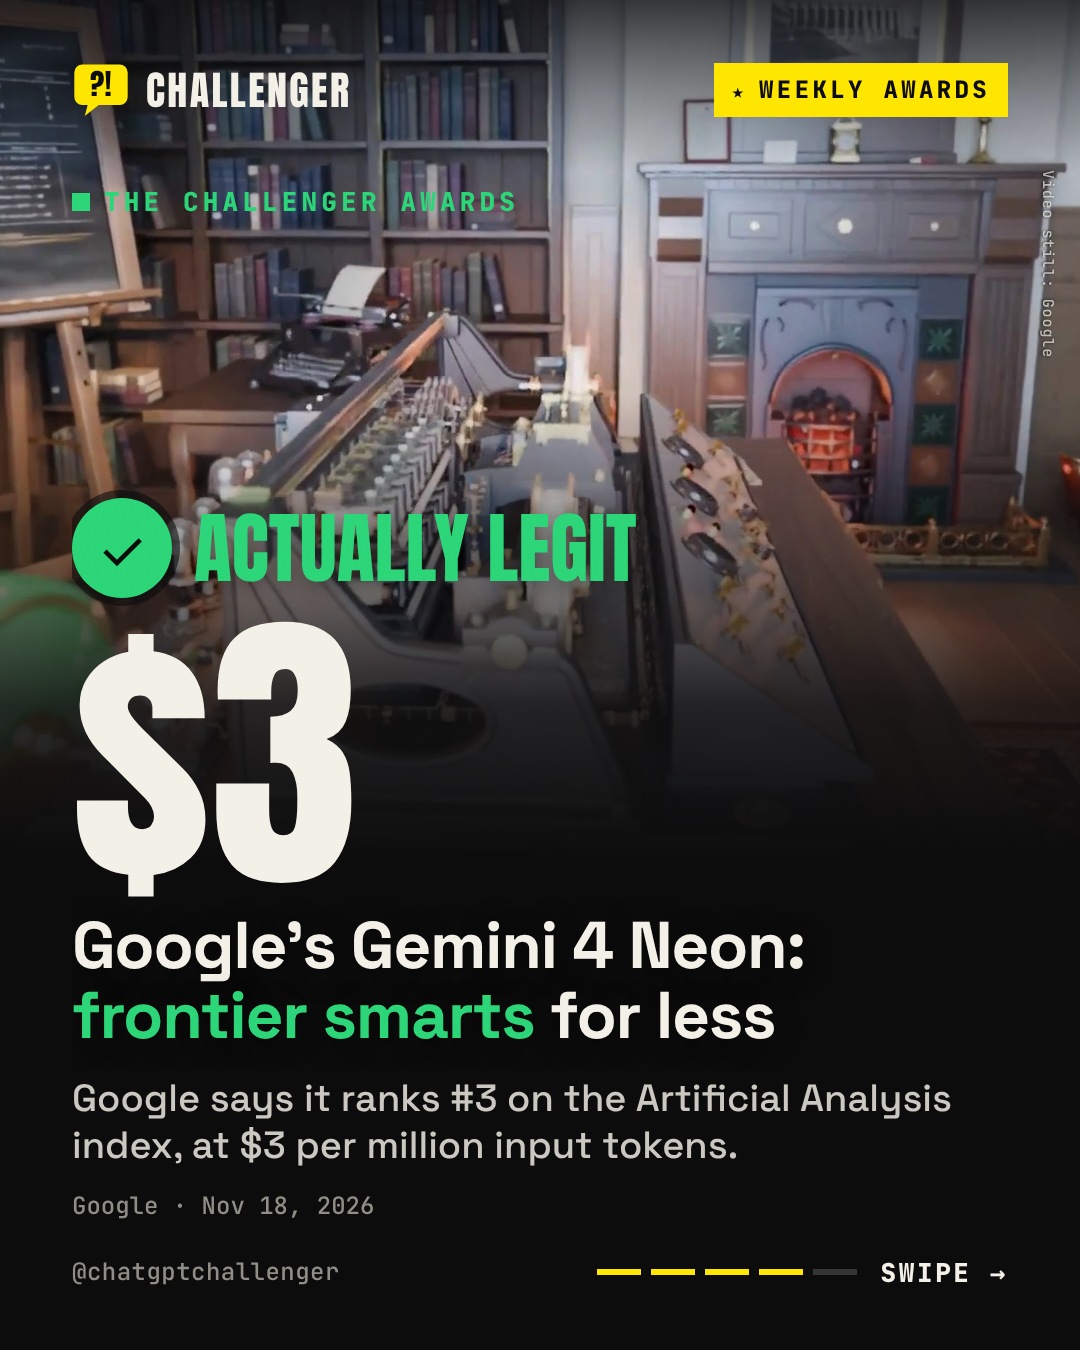 ?! CHALLENGER
★ WEEKLY AWARDS
THE CHALLENGER AWARDS
Video still: Google
ACTUALLY LEGIT
$3
Google’s Gemini 4 Neon:
frontier smarts for less
Google says it ranks #3 on the Artificial Analysis
index, at $3 per million input tokens.
Google · Nov 18, 2026
@chatgptchallenger
SWIPE →